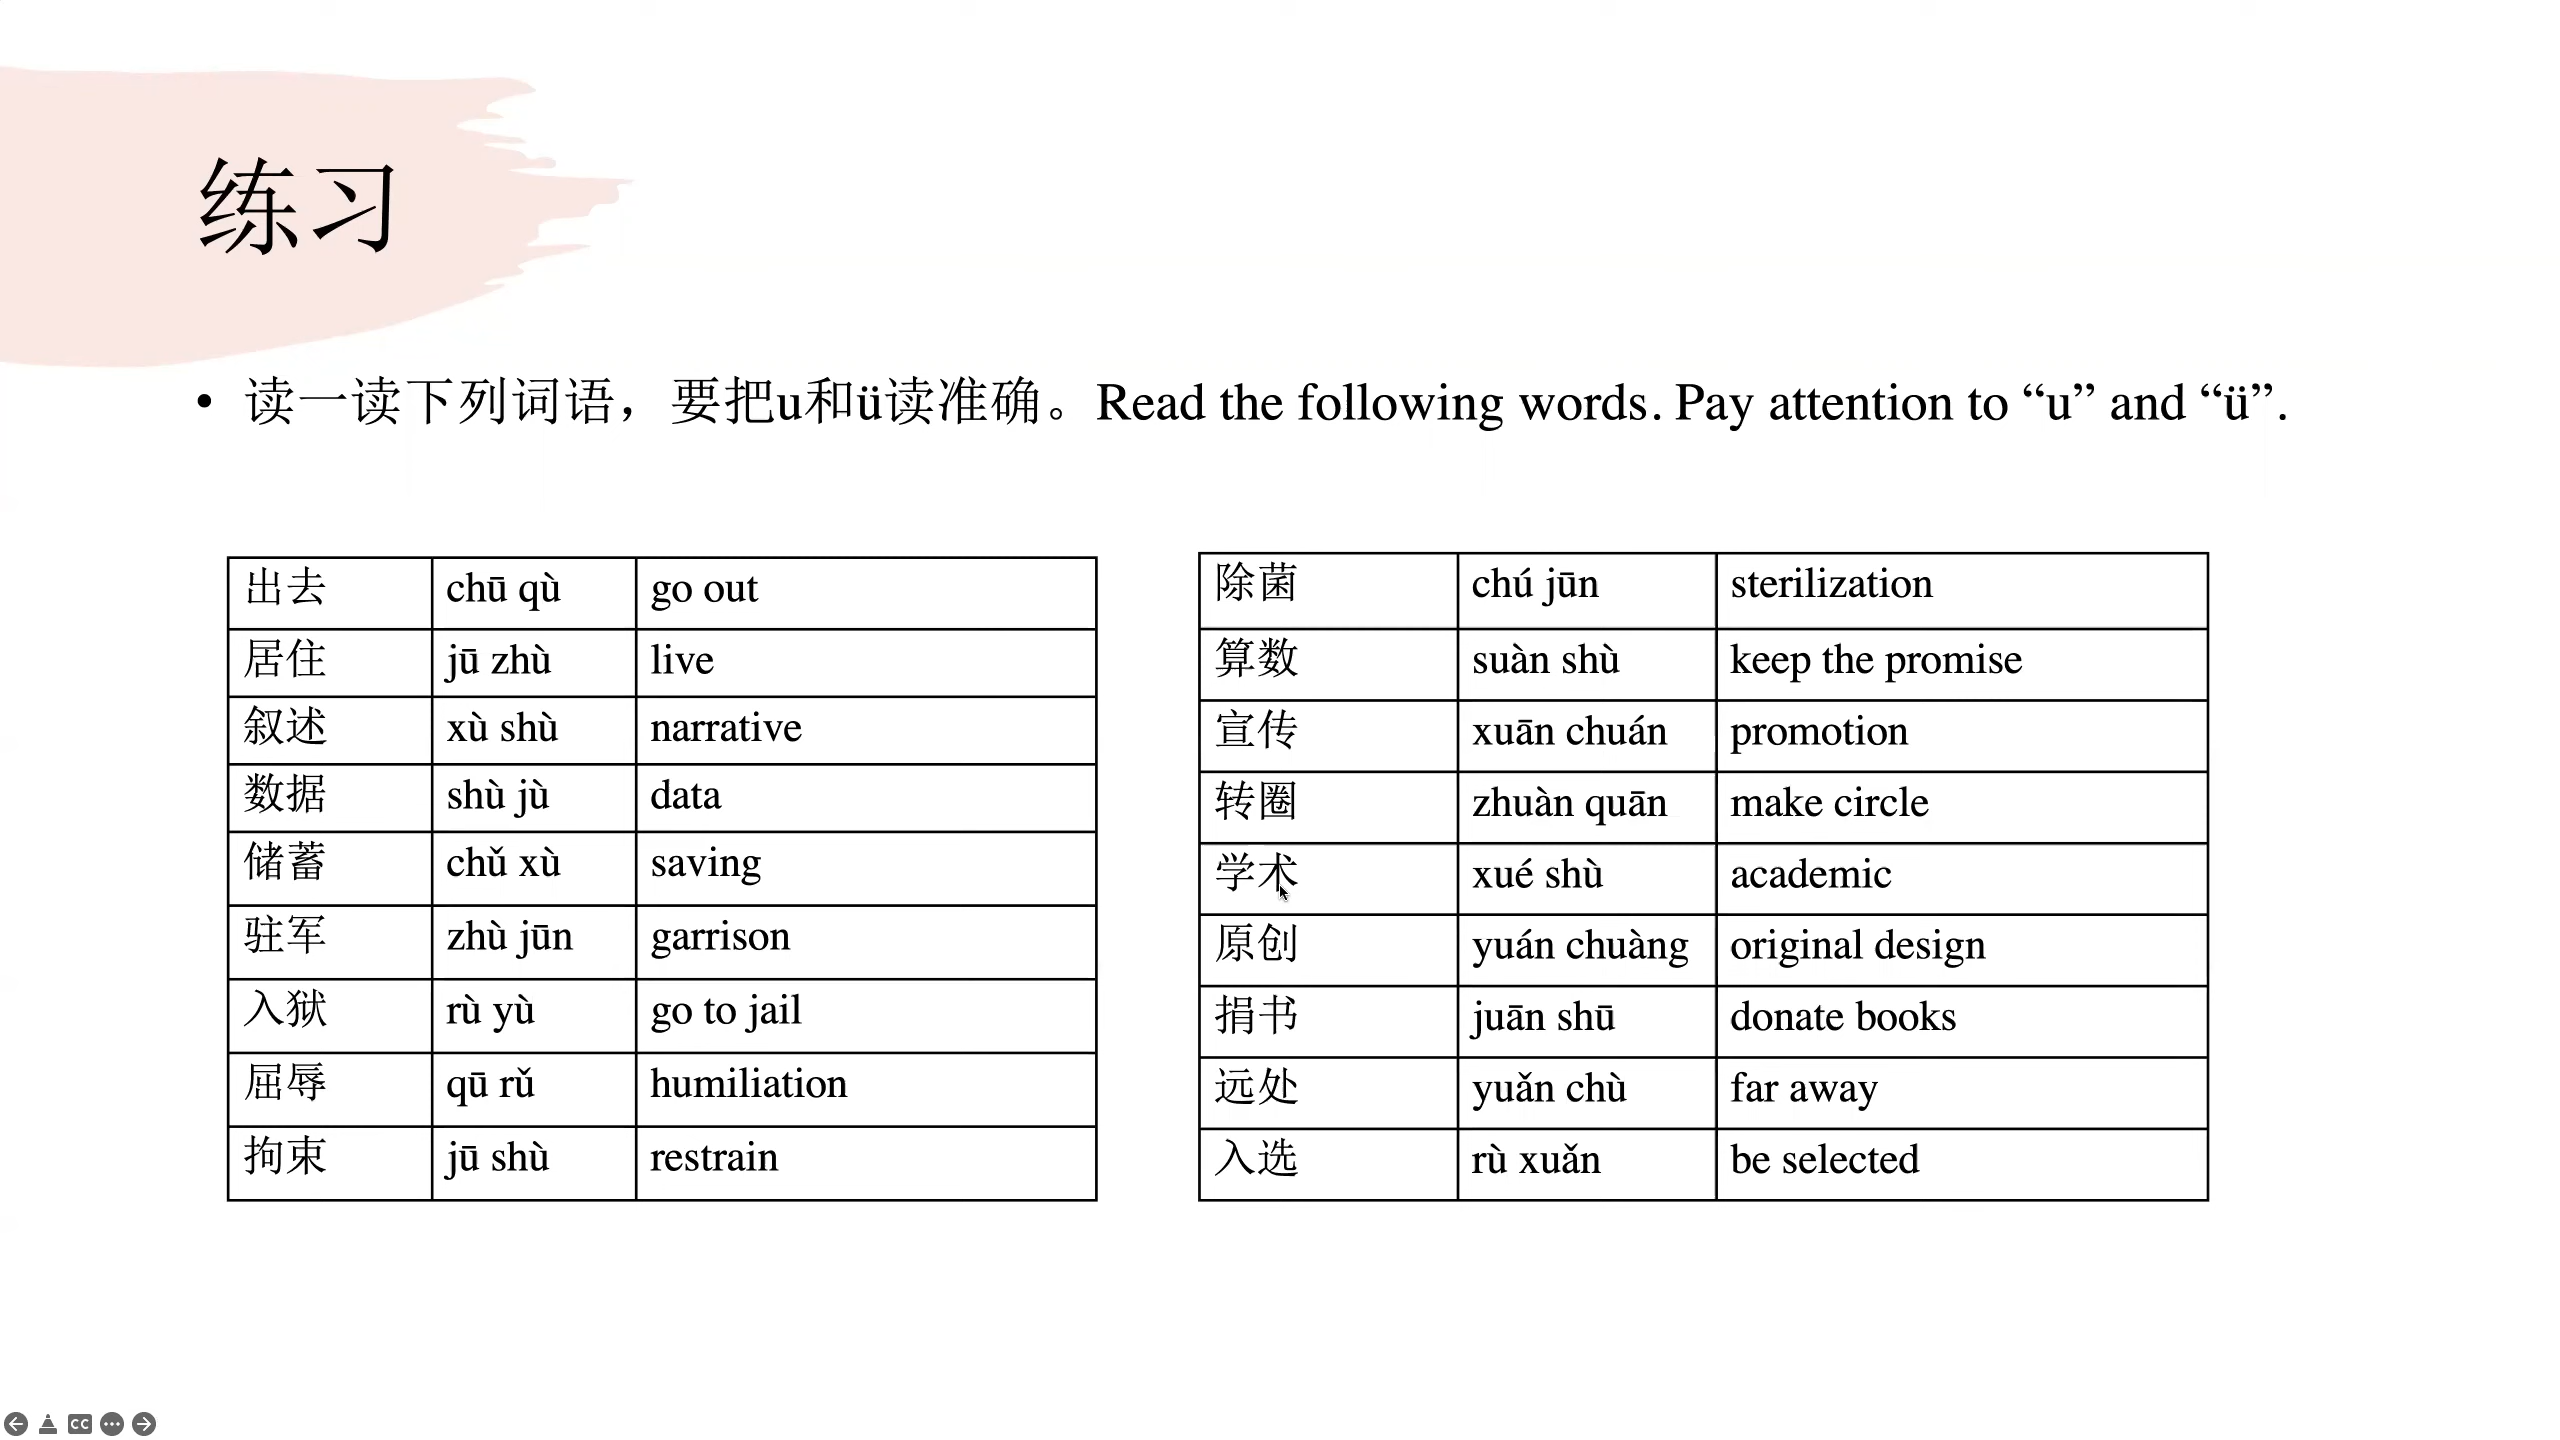 练习
• 读一读下列词语，要把u和ü读准确。Read the following words. Pay attention to “u” and “ü”.
出去 chū qù go out
居住 jū zhù live
叙述 xù shù narrative
数据 shù jù data
储蓄 chǔ xù saving
驻军 zhù jūn garrison
入狱 rù yù go to jail
屈辱 qū rǔ humiliation
拘束 jū shù restrain
除菌 chú jūn sterilization
算数 suàn shù keep the promise
宣传 xuān chuán promotion
转圈 zhuàn quān make circle
学术 xué shù academic
原创 yuán chuàng original design
捐书 juān shū donate books
远处 yuǎn chù far away
入选 rù xuǎn be selected
CC